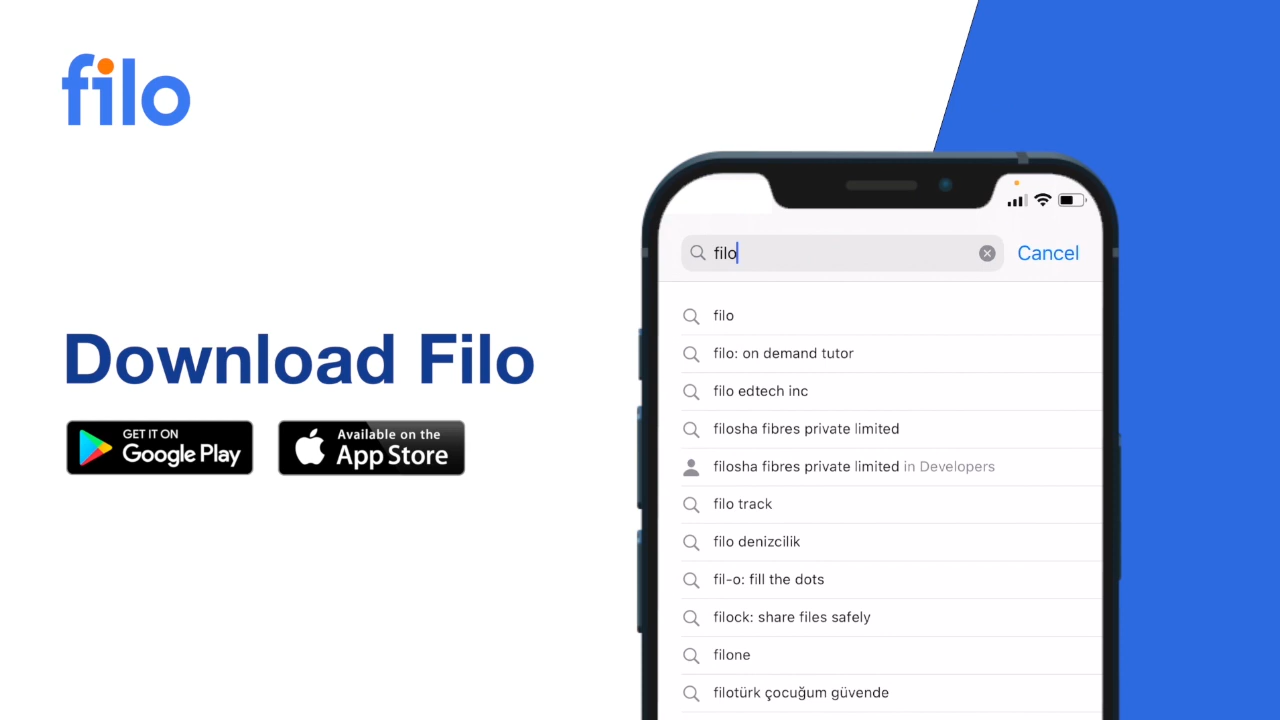 filo
Download Filo
GET IT ON
Google Play
Available on the
App Store
filo
Cancel
filo
filo: on demand tutor
filo edtech inc
filosha fibres private limited
filosha fibres private limited in Developers
filo track
filo denizcilik
fil-o: fill the dots
filock: share files safely
filone
filotürk çocuğum güvende